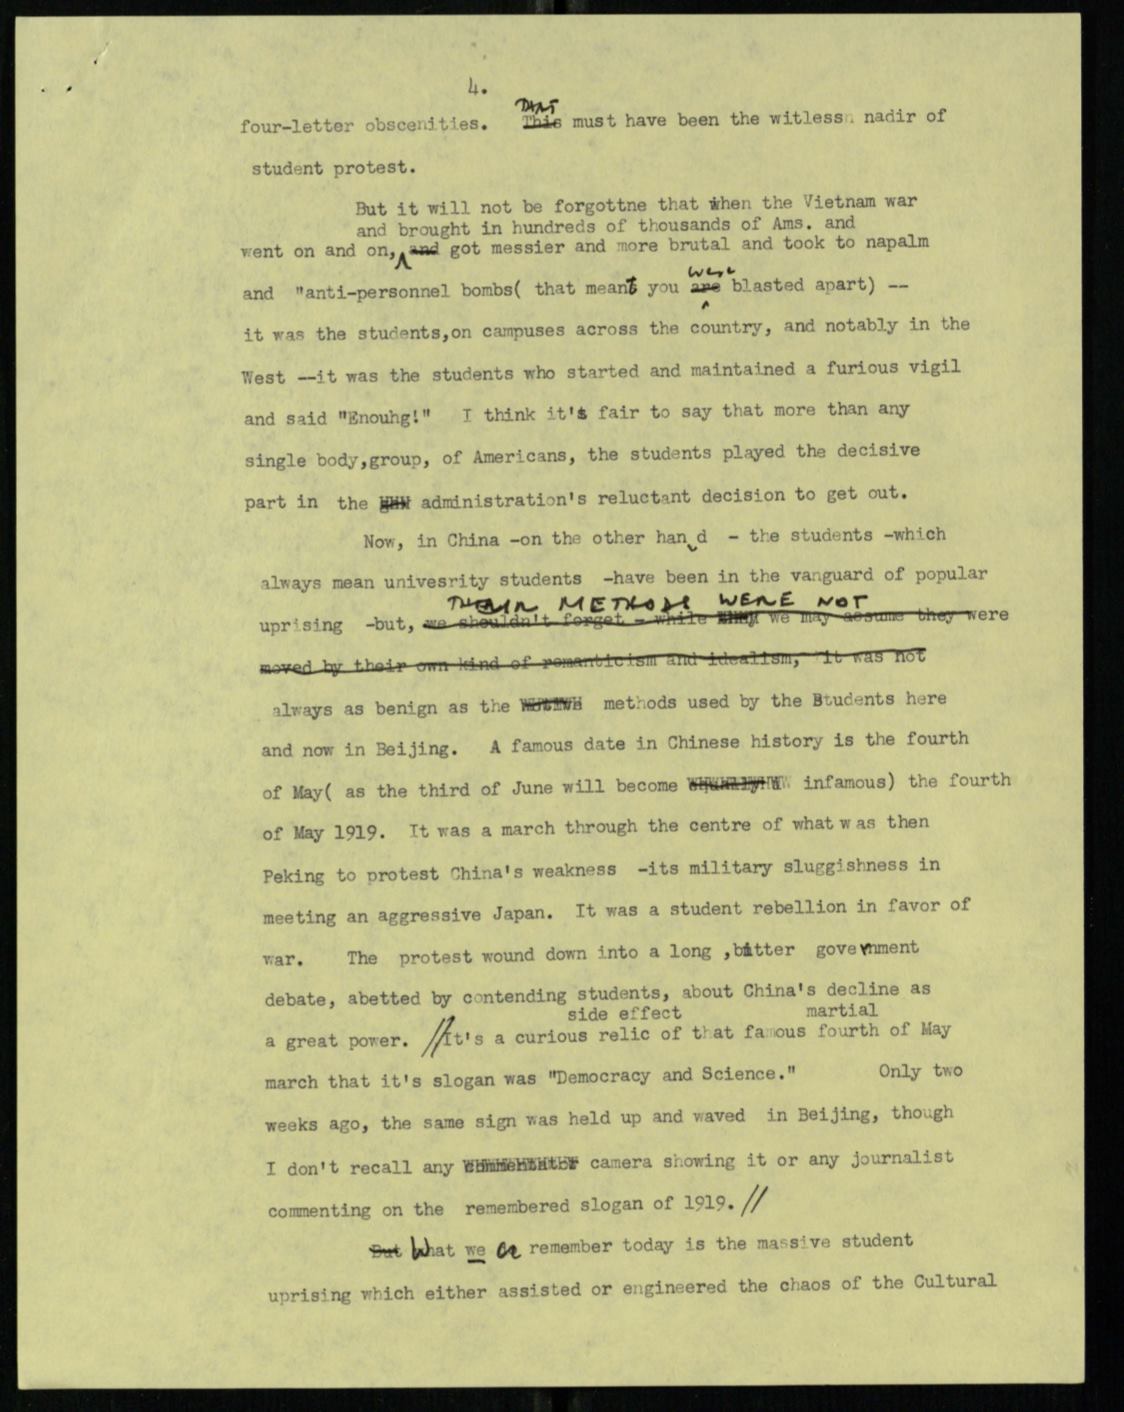 4.
THAT
four-letter obscenities. This must have been the witless nadir of
student protest.
But it will not be forgottne that when the Vietnam war
and brought in hundreds of thousands of Ams. and
went on and on, and got messier and more brutal and took to napalm
were
and "anti-personnel bombs( that meant you are blasted apart) --
it was the students,on campuses across the country, and notably in the
West --it was the students who started and maintained a furious vigil
and said "Enouhg!" I think it's fair to say that more than any
single body,group, of Americans, the students played the decisive
part in the administration's reluctant decision to get out.
Now, in China -on the other hand - the students -which
always mean univesrity students -have been in the vanguard of popular
THEIR METHODS WERE NOT
uprising -but, we shouldn't forget - while we may assume they were
moved by their own kind of romanticism and idealism, it was not
always as benign as the methods used by the Students here
and now in Beijing. A famous date in Chinese history is the fourth
of May( as the third of June will become infamous) the fourth
of May 1919. It was a march through the centre of what was then
Peking to protest China's weakness -its military sluggishness in
meeting an aggressive Japan. It was a student rebellion in favor of
war. The protest wound down into a long ,bitter government
debate, abetted by contending students, about China's decline as
side effect martial
a great power. //It's a curious relic of that famous fourth of May
march that it's slogan was "Democracy and Science." Only two
weeks ago, the same sign was held up and waved in Beijing, though
I don't recall any camera showing it or any journalist
commenting on the remembered slogan of 1919.//
But What we remember today is the massive student
uprising which either assisted or engineered the chaos of the Cultural